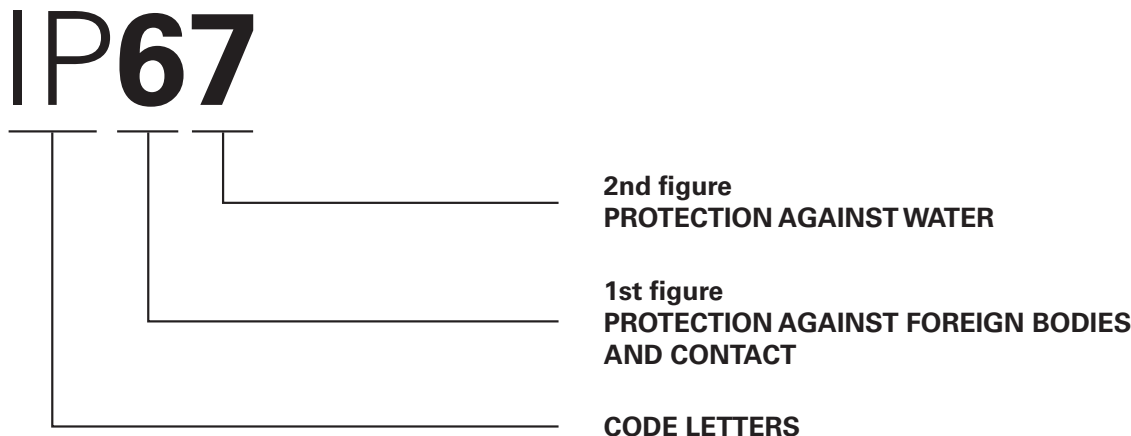 IP67
2nd figure
PROTECTION AGAINST WATER
1st figure
PROTECTION AGAINST FOREIGN BODIES
AND CONTACT
CODE LETTERS